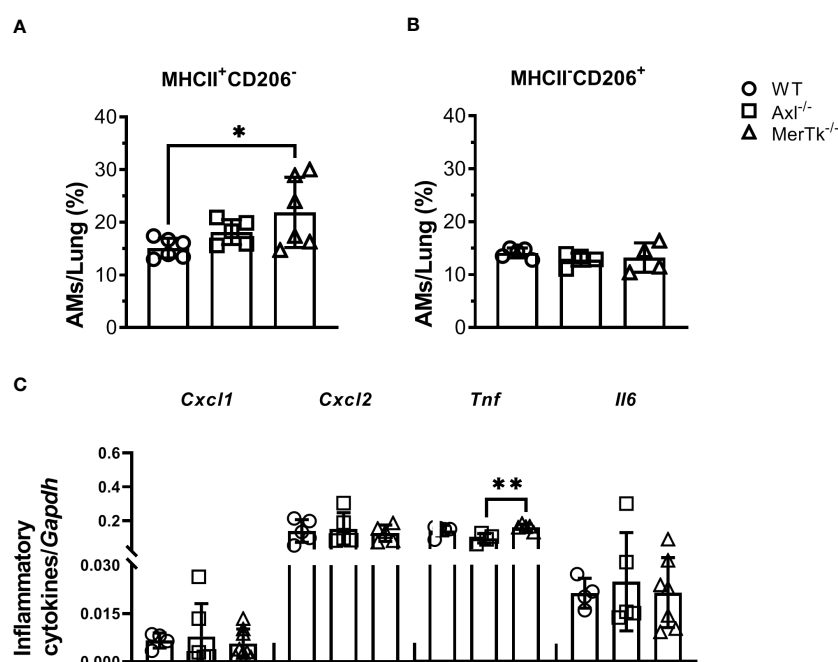 A
B
MHCII⁺CD206⁻
MHCII⁻CD206⁺
WT
Axl⁻/⁻
MerTk⁻/⁻
AMs/Lung (%)
40
30
20
10
0
*
AMs/Lung (%)
40
30
20
10
0
C
Cxcl1
Cxcl2
Tnf
Il6
Inflammatory
cytokines/Gapdh
0.6
0.4
0.2
0.030
0.015
0.000
**